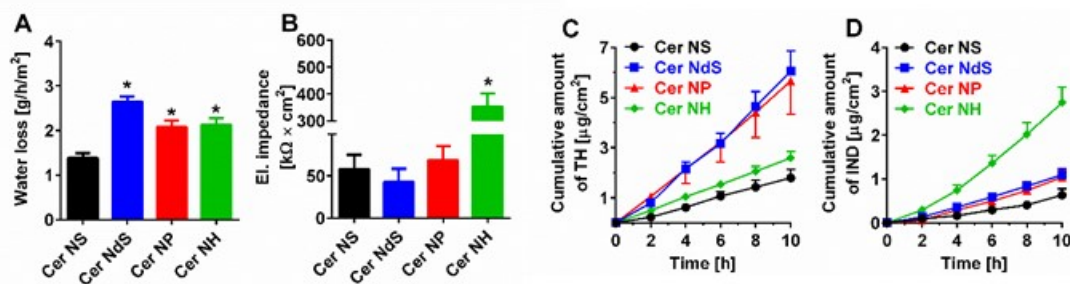 A
Water loss [g/h/m²]
4
3
2
1
0
*
*
*
Cer NS
Cer NdS
Cer NP
Cer NH
B
El. impedance
[kΩ × cm²]
600
500
400
300
50
0
*
Cer NS
Cer NdS
Cer NP
Cer NH
C
Cumulative amount
of TH [µg/cm²]
7
5
3
1
Cer NS
Cer NdS
Cer NP
Cer NH
0 2 4 6 8 10
Time [h]
D
Cumulative amount
of IND [µg/cm²]
4
3
2
1
0
Cer NS
Cer NdS
Cer NP
Cer NH
0 2 4 6 8 10
Time [h]